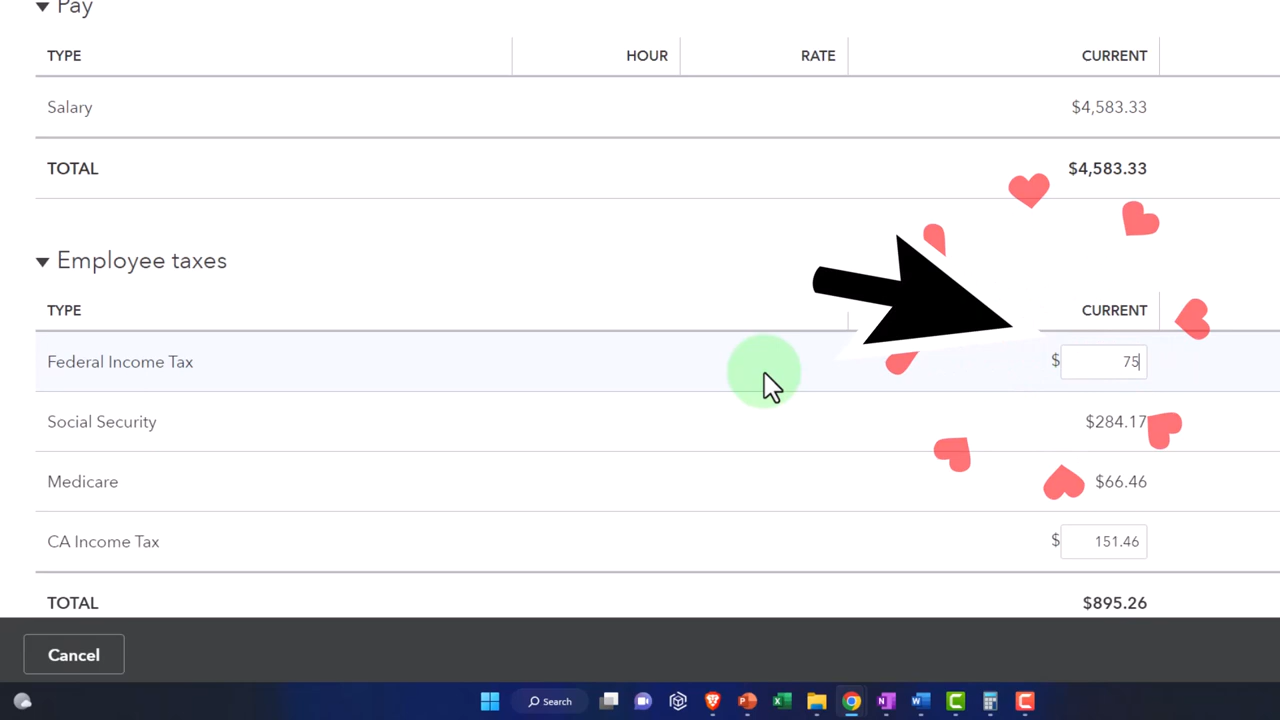 Pay
TYPE HOUR RATE CURRENT
Salary $4,583.33
TOTAL $4,583.33
Employee taxes
TYPE CURRENT
Federal Income Tax $ 75
Social Security $284.17
Medicare $66.46
CA Income Tax $ 151.46
TOTAL $895.26
Cancel
Search